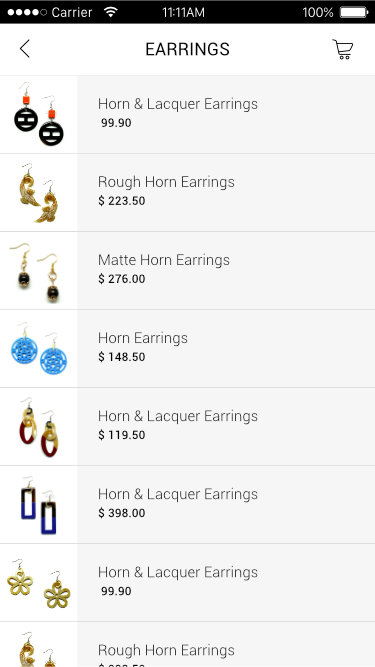 Carrier 11:11AM 100%
EARRINGS
Horn & Lacquer Earrings
99.90
Rough Horn Earrings
$ 223.50
Matte Horn Earrings
$ 276.00
Horn Earrings
$ 148.50
Horn & Lacquer Earrings
$ 119.50
Horn & Lacquer Earrings
$ 398.00
Horn & Lacquer Earrings
99.90
Rough Horn Earrings